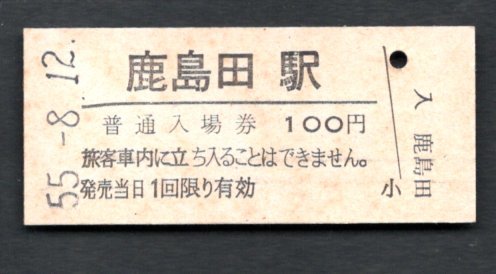 55.-8.12.
鹿島田駅
普通入場券 100円
旅客車内に立ち入ることはできません。
発売当日1回限り有効
小
入 鹿島田